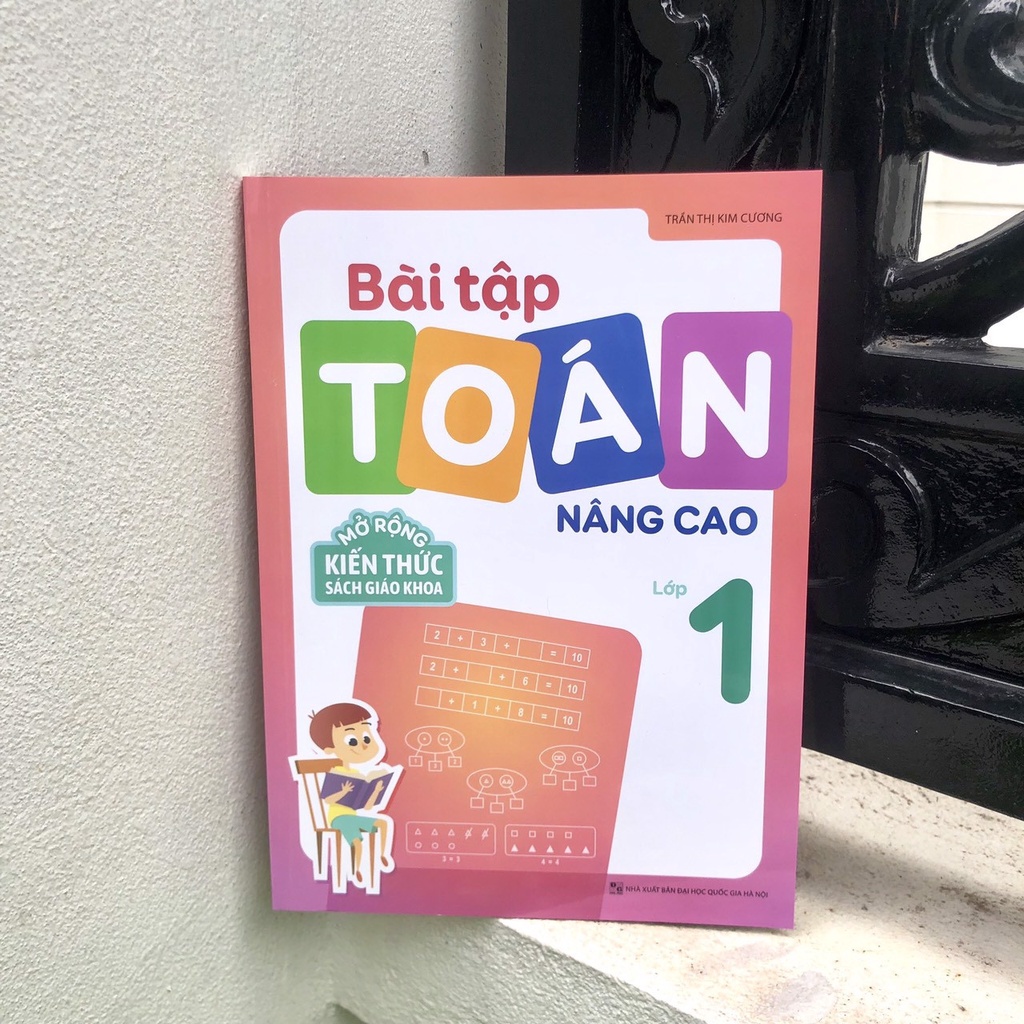 TRẦN THỊ KIM CƯƠNG
Bài tập
TOÁN
NÂNG CAO
MỞ RỘNG
KIẾN THỨC
SÁCH GIÁO KHOA
Lớp 1
2 + 3 + = 10
2 + + 6 = 10
+ 1 + 8 = 10
NHÀ XUẤT BẢN ĐẠI HỌC QUỐC GIA HÀ NỘI